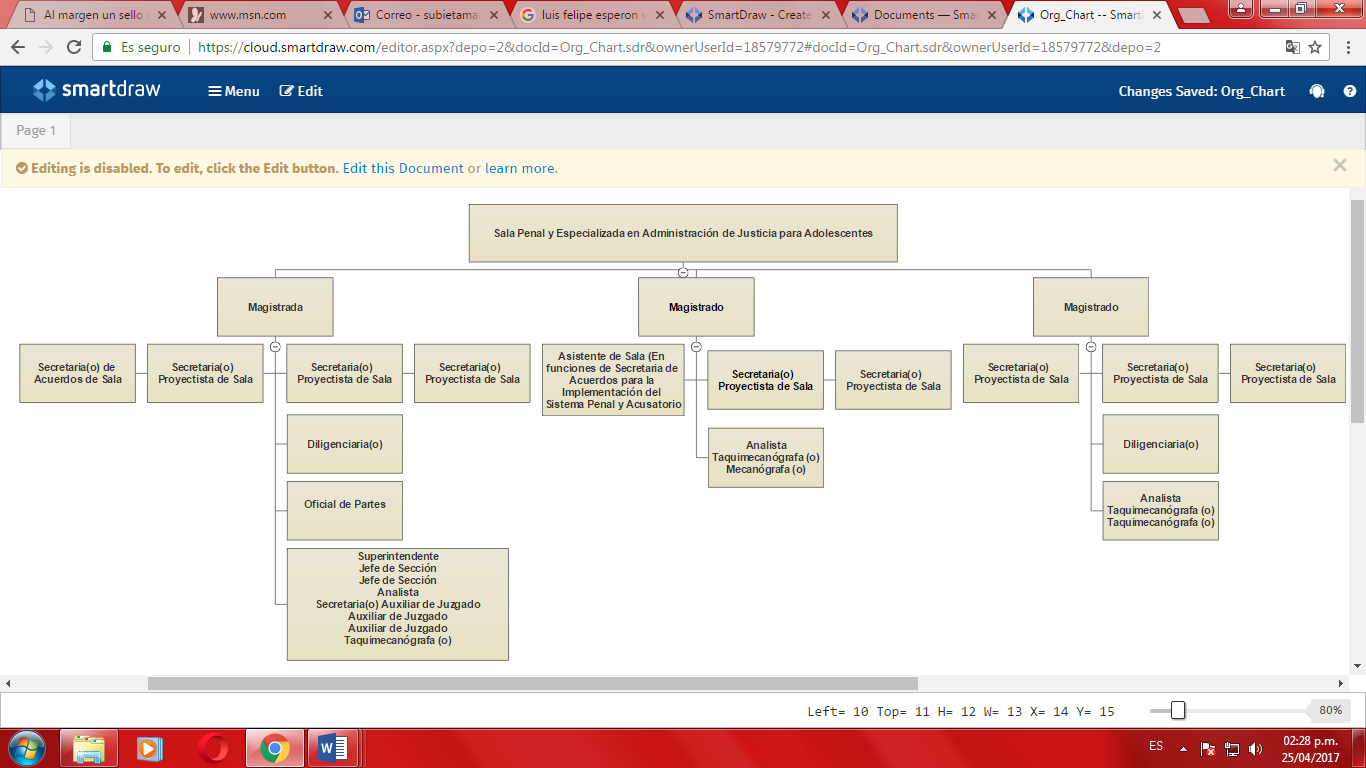 Al margen un sello
www.msn.com
Correo - subietama
luis felipe esperon v
SmartDraw - Create
Documents — Sma
Org_Chart -- Smart
Es seguro
https://cloud.smartdraw.com/editor.aspx?depo=2&docId=Org_Chart.sdr&ownerUserId=18579772#docId=Org_Chart.sdr&ownerUserId=18579772&depo=2
smartdraw
Menu
Edit
Changes Saved: Org_Chart
Page 1
Editing is disabled. To edit, click the Edit button. Edit this Document or learn more.
Sala Penal y Especializada en Administración de Justicia para Adolescentes
Magistrada
Magistrado
Magistrado
Secretaria(o) de
Acuerdos de Sala
Secretaria(o)
Proyectista de Sala
Secretaria(o)
Proyectista de Sala
Secretaria(o)
Proyectista de Sala
Asistente de Sala (En
funciones de Secretaria de
Acuerdos para la
Implementación del
Sistema Penal y Acusatorio
Secretaria(o)
Proyectista de Sala
Secretaria(o)
Proyectista de Sala
Secretaria(o)
Proyectista de Sala
Secretaria(o)
Proyectista de Sala
Secretaria(o)
Proyectista de Sala
Diligenciaria(o)
Analista
Taquimecanógrafa (o)
Mecanógrafa (o)
Diligenciaria(o)
Oficial de Partes
Analista
Taquimecanógrafa (o)
Taquimecanógrafa (o)
Superintendente
Jefe de Sección
Jefe de Sección
Analista
Secretaria(o) Auxiliar de Juzgado
Auxiliar de Juzgado
Auxiliar de Juzgado
Taquimecanógrafa (o)
Left= 10 Top= 11 H= 12 W= 13 X= 14 Y= 15
80%
ES
02:28 p.m.
25/04/2017